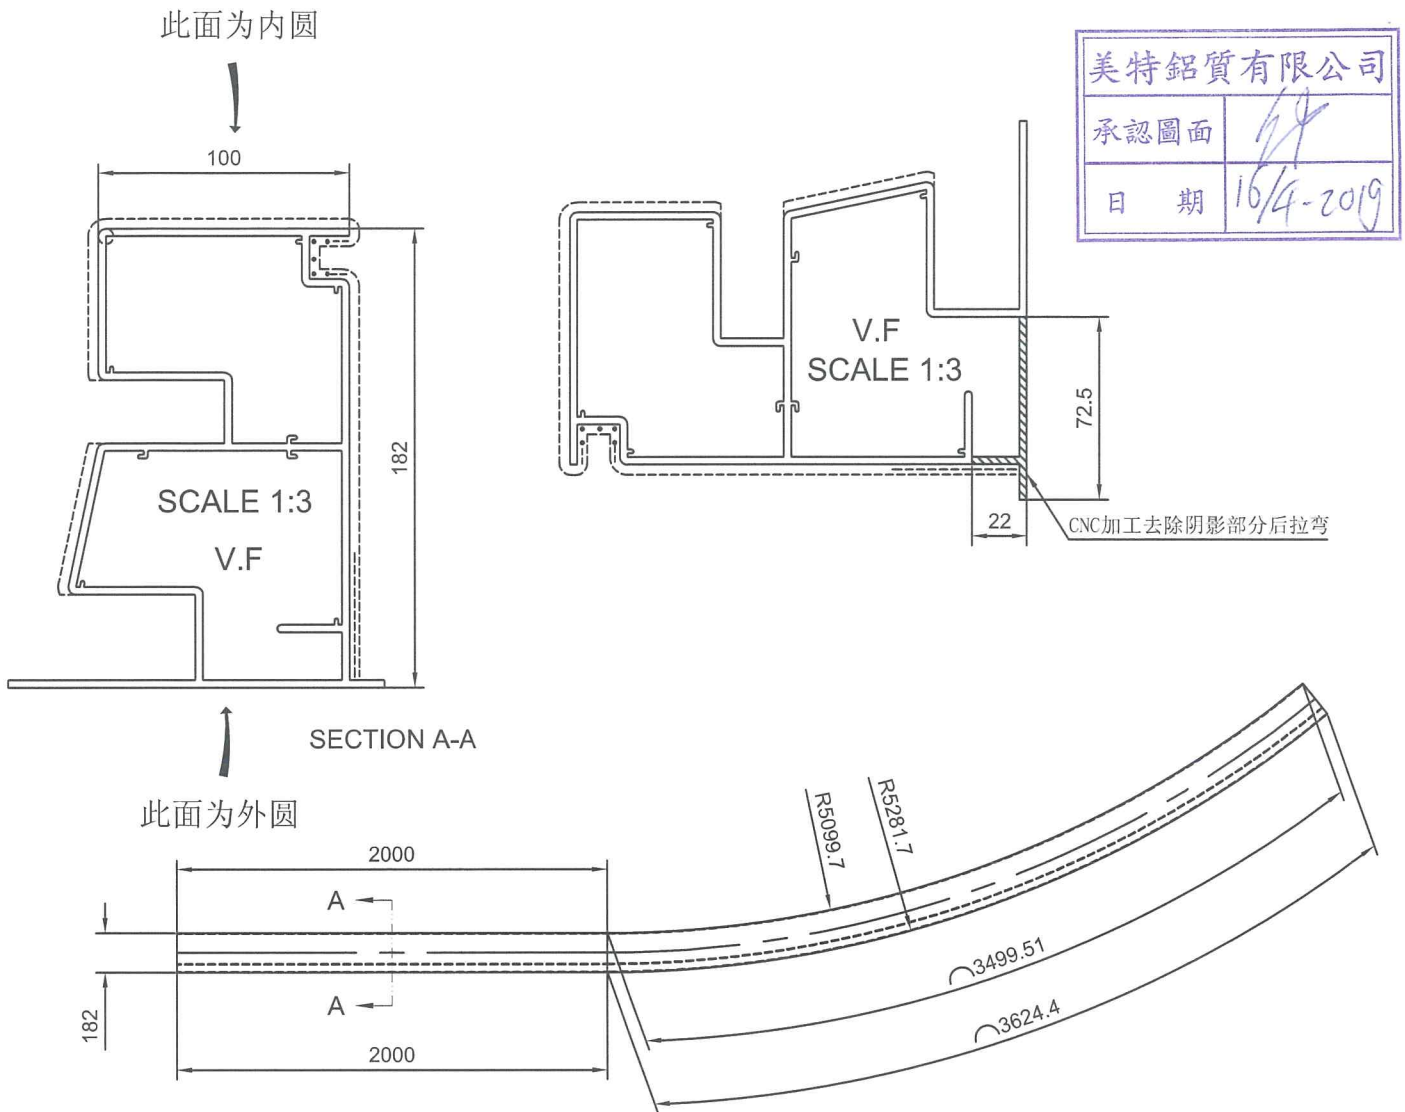 此面为内圆
美特鋁質有限公司
承認圖面
日 期 16/4-2019
100
182
SCALE 1:3
V.F
V.F
SCALE 1:3
72.5
22
CNC加工去除阴影部分后拉弯
SECTION A-A
此面为外圆
2000
A
A
182
2000
R5099.7
R5281.7
⌒3499.51
⌒3624.4